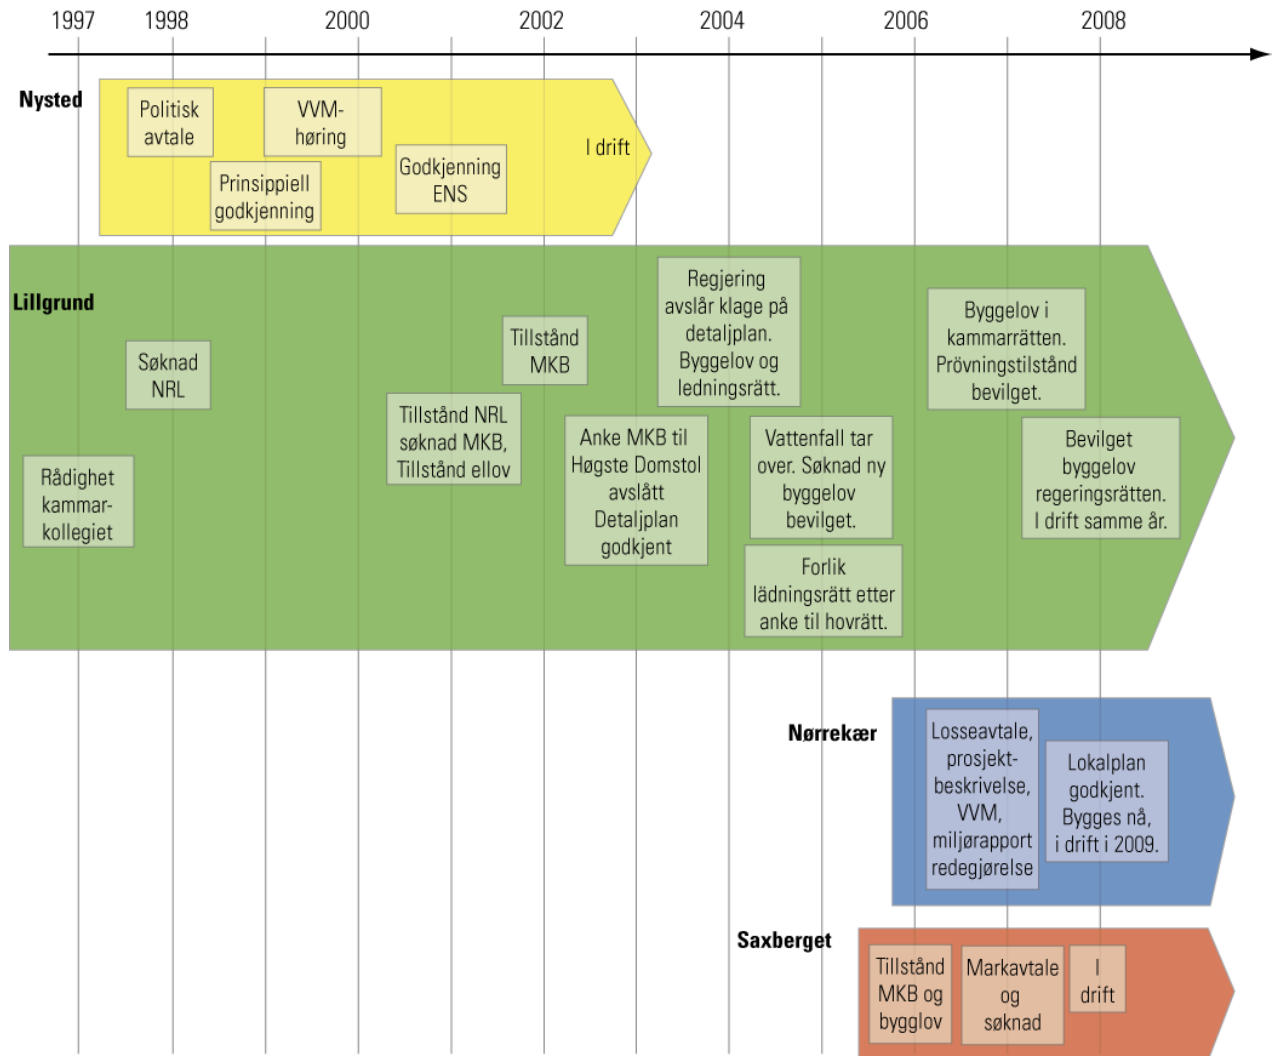 1997 1998 2000 2002 2004 2006 2008
Nysted
Politisk
avtale
VVM-
høring
Prinsippiell
godkjenning
Godkjenning
ENS
I drift
Lillgrund
Rådighet
kammar-
kollegiet
Søknad
NRL
Tillstånd NRL
søknad MKB,
Tillstånd ellov
Tillstånd
MKB
Anke MKB til
Høgste Domstol
avslått
Detaljplan
godkjent
Regjering
avslår klage på
detaljplan.
Byggelov og
ledningsrätt.
Vattenfall tar
over. Søknad ny
byggelov
bevilget.
Forlik
lädningsrätt etter
anke til hovrätt.
Byggelov i
kammarrätten.
Prövningstilstånd
bevilget.
Bevilget
byggelov
regeringsrätten.
I drift samme år.
Nørrekær
Losseavtale,
prosjekt-
beskrivelse,
VVM,
miljørapport
redegjørelse
Lokalplan
godkjent.
Bygges nå,
i drift i 2009.
Saxberget
Tillstånd
MKB og
bygglov
Markavtale
og
søknad
I
drift